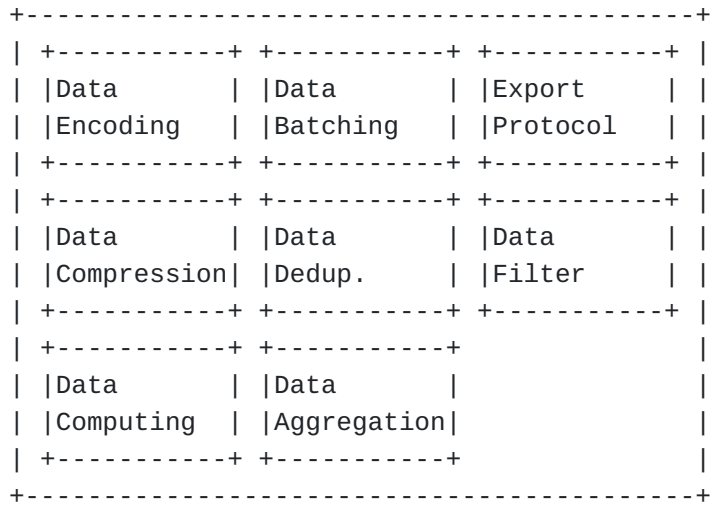 +-----------------------------------------+
| +-----------+ +-----------+ +-----------+ |
| |Data       | |Data       | |Export     | |
| |Encoding   | |Batching   | |Protocol   | |
| +-----------+ +-----------+ +-----------+ |
| +-----------+ +-----------+ +-----------+ |
| |Data       | |Data       | |Data       | |
| |Compression| |Dedup.     | |Filter     | |
| +-----------+ +-----------+ +-----------+ |
| +-----------+ +-----------+               |
| |Data       | |Data       |               |
| |Computing  | |Aggregation|               |
| +-----------+ +-----------+               |
+-----------------------------------------+